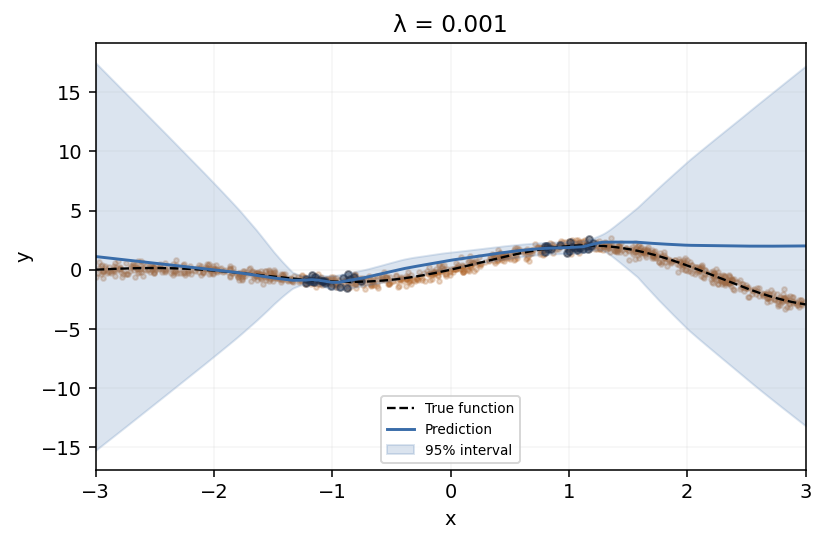 λ = 0.001
y
15
10
5
0
−5
−10
−15
True function
Prediction
95% interval
−3 −2 −1 0 1 2 3
x